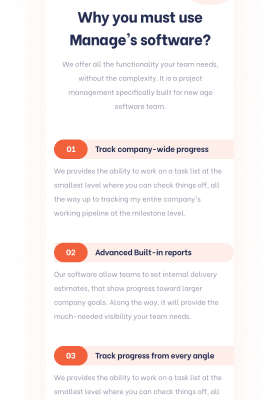 Why you must use
Manage's software?
We offer all the functionality your team needs,
without the complexity. It is a project
management specifically built for new age
software team.
01 Track company-wide progress
We provides the ability to work on a task list at the
smallest level where you can check things off, all
the way up to tracking my entire company's
working pipeline at the milestone level.
02 Advanced Built-in reports
Our software allow teams to set internal delivery
estimates, that show progress toward larger
company goals. Along the way, it will provide the
much-needed visibility your team needs.
03 Track progress from every angle
We provides the ability to work on a task list at the
smallest level where you can check things off, all